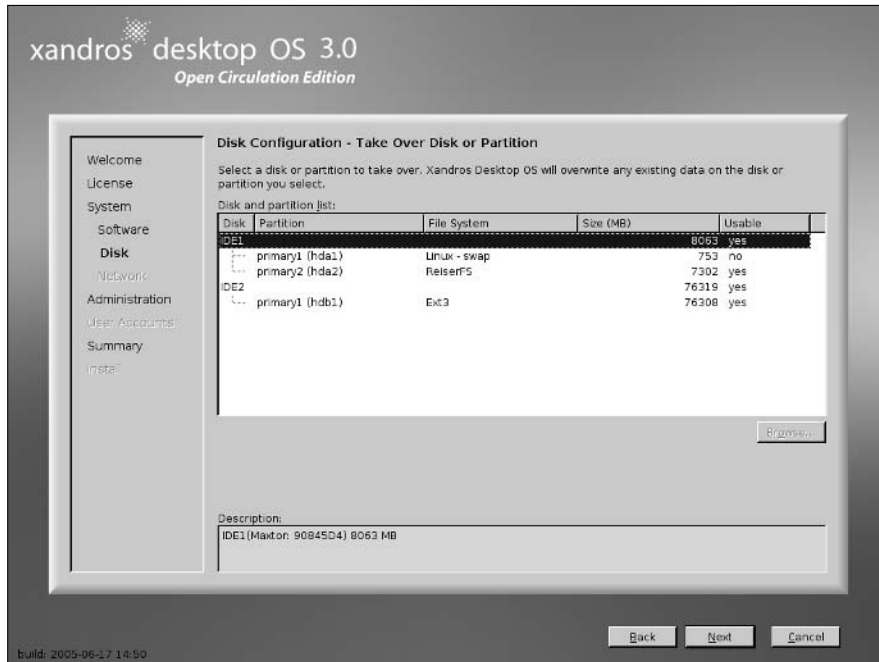 xandros desktop OS 3.0
Open Circulation Edition
Welcome
License
System
Software
Disk
Network
Administration
User Accounts
Summary
Install
Disk Configuration - Take Over Disk or Partition
Select a disk or partition to take over. Xandros Desktop OS will overwrite any existing data on the disk or
partition you select.
Disk and partition list:
Disk Partition File System Size (MB) Usable
IDE1 8063 yes
primary1 (hda1) Linux - swap 753 no
primary2 (hda2) ReiserFS 7302 yes
IDE2 76319 yes
primary1 (hdb1) Ext3 76308 yes
Browse...
Description:
IDE1(Maxtor: 90845D4) 8063 MB
Back Next Cancel
build: 2005-06-17 14:50